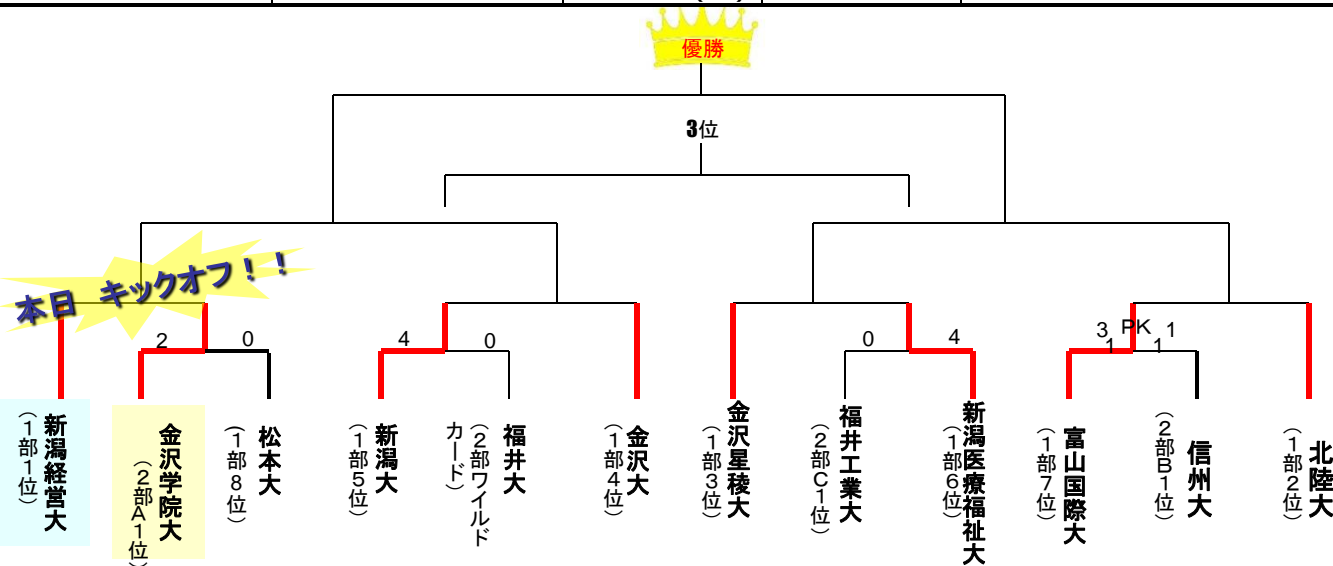 優勝
3位
本日 キックオフ！！
2
0
4
0
0
4
3 PK 1
1 1
新潟経営大
（1部1位）
金沢学院大
（2部A1位）
松本大
（1部8位）
新潟大
（1部5位）
福井大
（2部ワイルド
カード）
金沢大
（1部4位）
金沢星稜大
（1部3位）
福井工業大
（2部C1位）
新潟医療福祉大
（1部6位）
富山国際大
（1部7位）
信州大
（2部B1位）
北陸大
（1部2位）